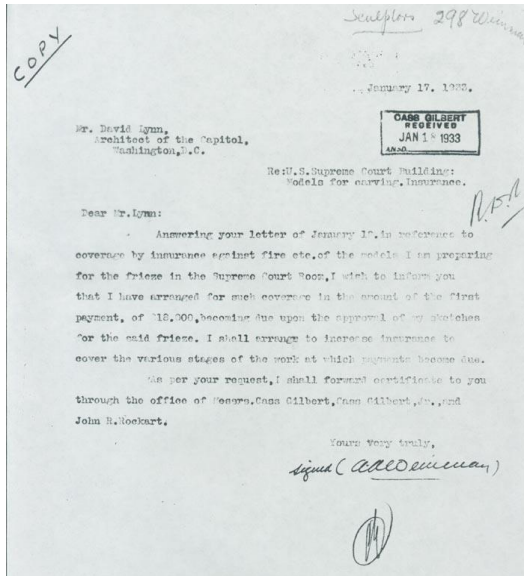 Sculptors 298 Weinman
COPY
January 17, 1933.
CASS GILBERT
RECEIVED
JAN 18 1933
ANSD.
Mr. David Lynn,
Architect of the Capitol,
Washington,D.C.
Re:U.S.Supreme Court Building:
Models for carving.Insurance.
Dear Mr.Lynn:
Answering your letter of January in reference to
coverage by insurance against fire etc.of the models I am preparing
for the frieze in the Supreme Court Room,I wish to inform you
that I have arranged for such coverage in the amount of the first
payment, of $18,000,becoming due upon the approval of my sketches
for the said frieze. I shall arrange to increase insurance to
cover the various stages of the work at which payments become due.
As per your request,I shall forward certificate to you
through the office of Messrs.Cass Gilbert,Cass Gilbert,Jr.,and
John R.Rockart.
Yours very truly,
signed (A A Weinman)